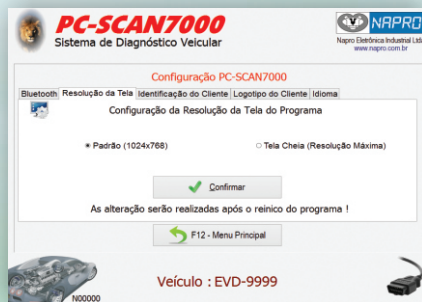 PC-SCAN7000
Sistema de Diagnóstico Veicular
NAPRO
Napro Eletrônica Industrial Ltda
www.napro.com.br
Configuração PC-SCAN7000
Bluetooth Resolução da Tela Identificação do Cliente Logotipo do Cliente Idioma
Configuração da Resolução da Tela do Programa
Padrão (1024x768) Tela Cheia (Resolução Máxima)
Confirmar
As alteração serão realizadas após o reinico do programa !
F12 - Menu Principal
Veículo : EVD-9999
N00000